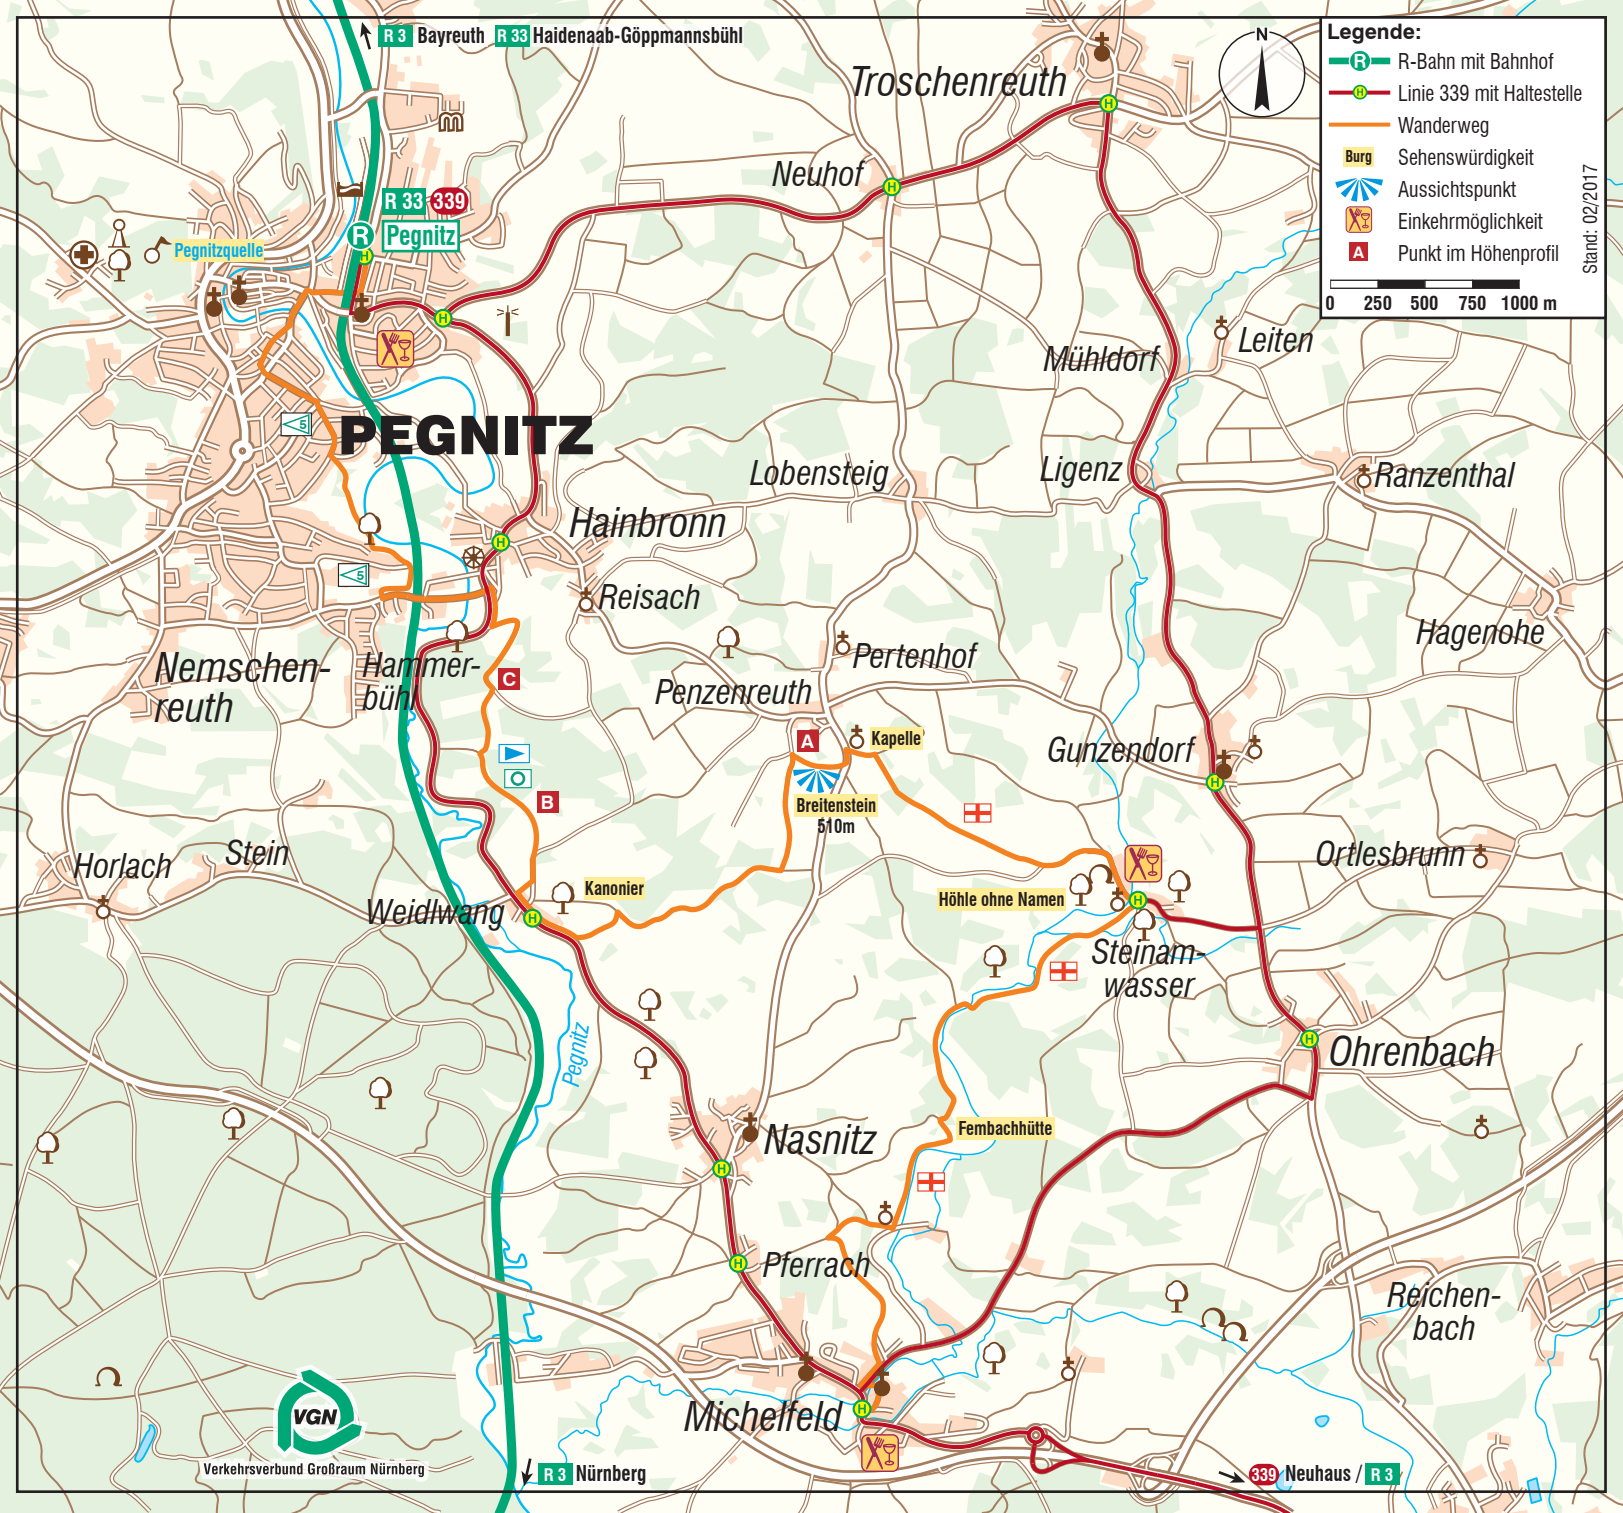 R 3 Bayreuth R 33 Haidenaab-Göppmannsbühl
N
Legende:
R R-Bahn mit Bahnhof
H Linie 339 mit Haltestelle
Wanderweg
Burg Sehenswürdigkeit
Aussichtspunkt
Einkehrmöglichkeit
A Punkt im Höhenprofil
0 250 500 750 1000 m
Stand: 02/2017
Troschenreuth
H
Neuhof
H
R 33 339
R Pegnitz
H
Pegnitzquelle
H
Leiten
Mühldorf
5
PEGNITZ
Lobensteig
Ligenz
Ranzenthal
Hainbronn
H
5
Reisach
Hagenohe
Pertenhof
Nemschen-
reuth
Hammer-
bühl
C
Penzenreuth
A
Kapelle
Gunzendorf
H
B
Breitenstein
510m
Horlach
Stein
Ortlesbrunn
Kanonier
Höhle ohne Namen
H
Weidlwang
H
Steinam-
wasser
Pegnitz
H
Ohrenbach
Fembachhütte
Nasnitz
H
H
Pferrach
Reichen-
bach
Michelfeld
H
VGN
Verkehrsverbund Großraum Nürnberg
R 3 Nürnberg
339 Neuhaus / R 3